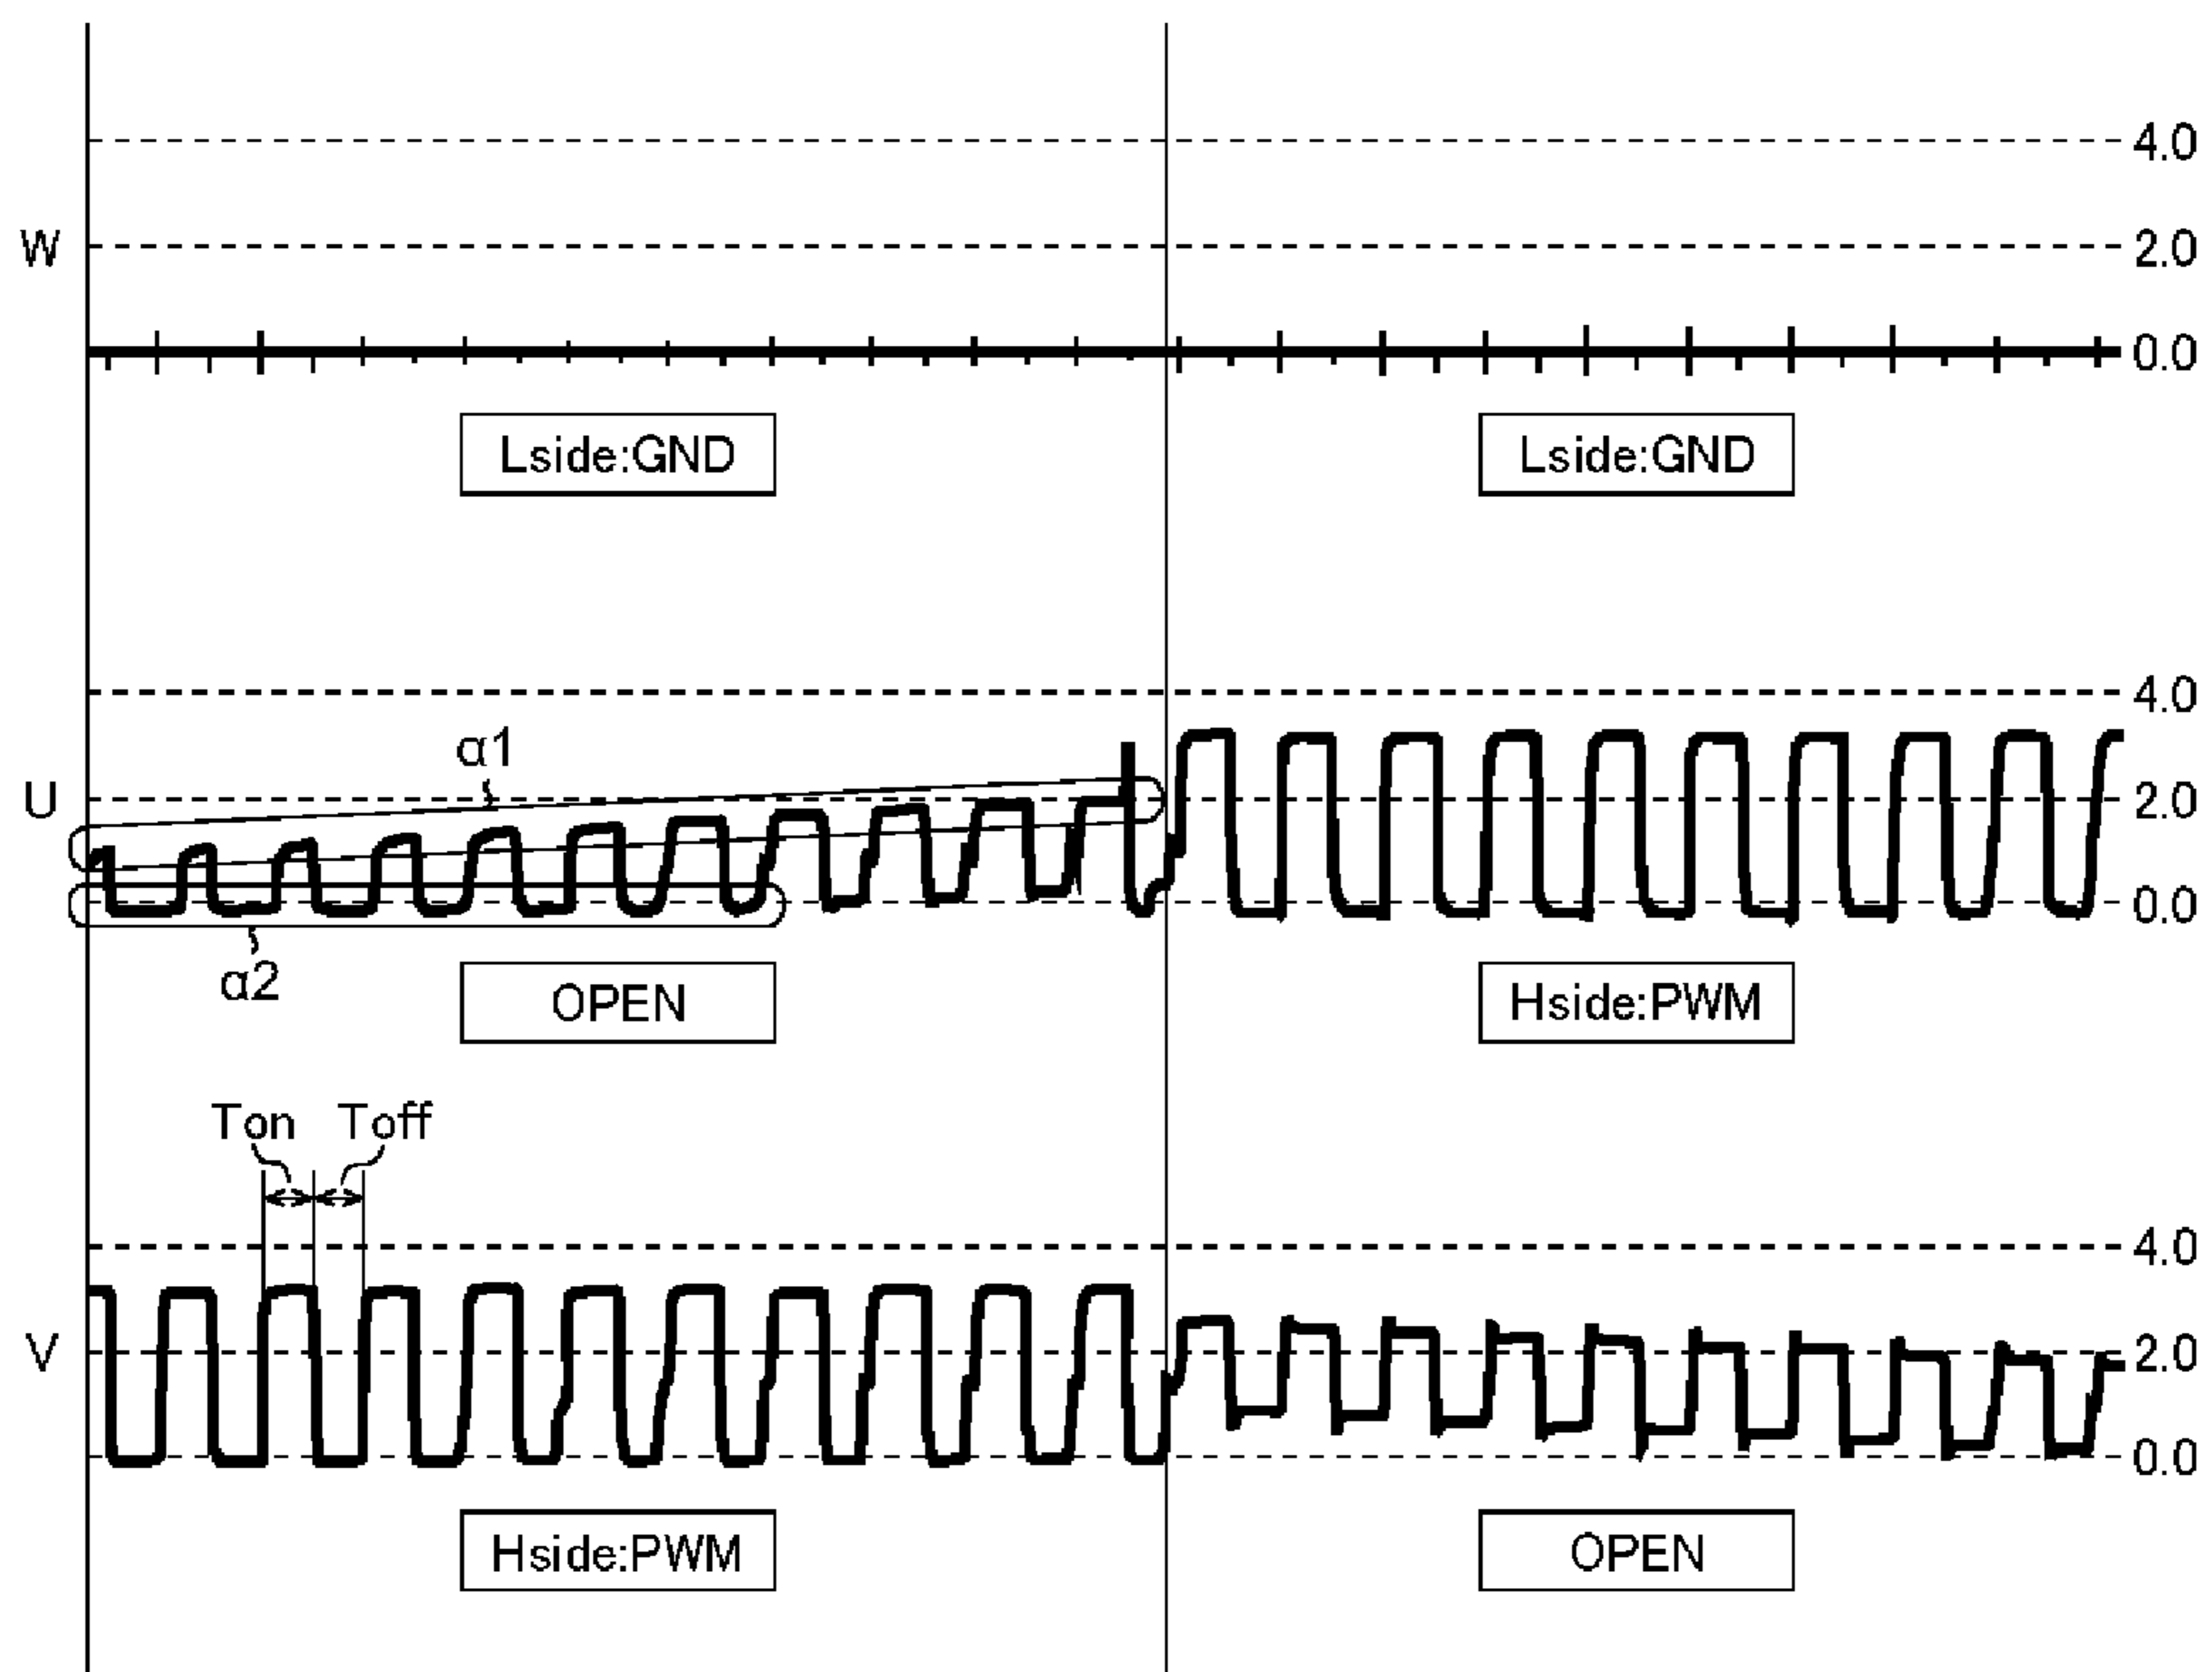 4.0
W
2.0
0.0
Lside:GND
Lside:GND
4.0
α1
U
2.0
0.0
α2
OPEN
Hside:PWM
Ton
Toff
4.0
V
2.0
0.0
Hside:PWM
OPEN